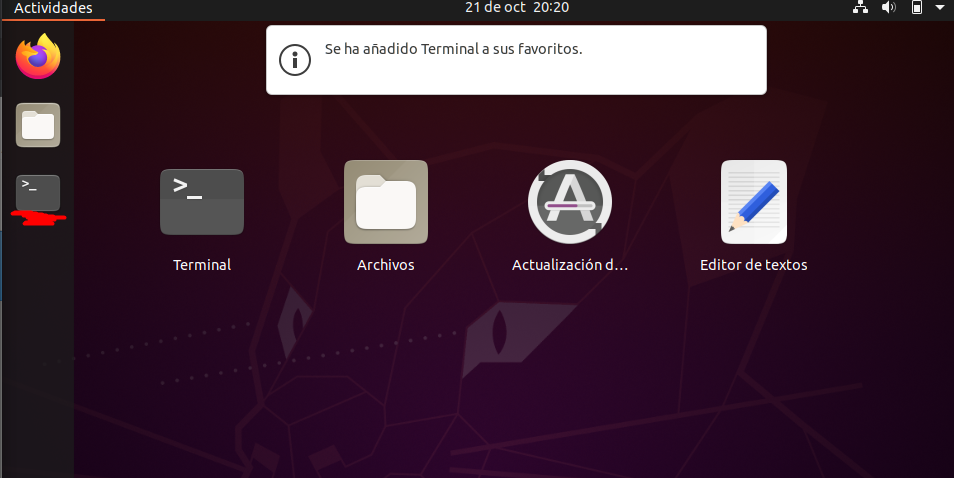 Actividades
21 de oct 20:20
Se ha añadido Terminal a sus favoritos.
>_
>_
Terminal
Archivos
Actualización d...
Editor de textos